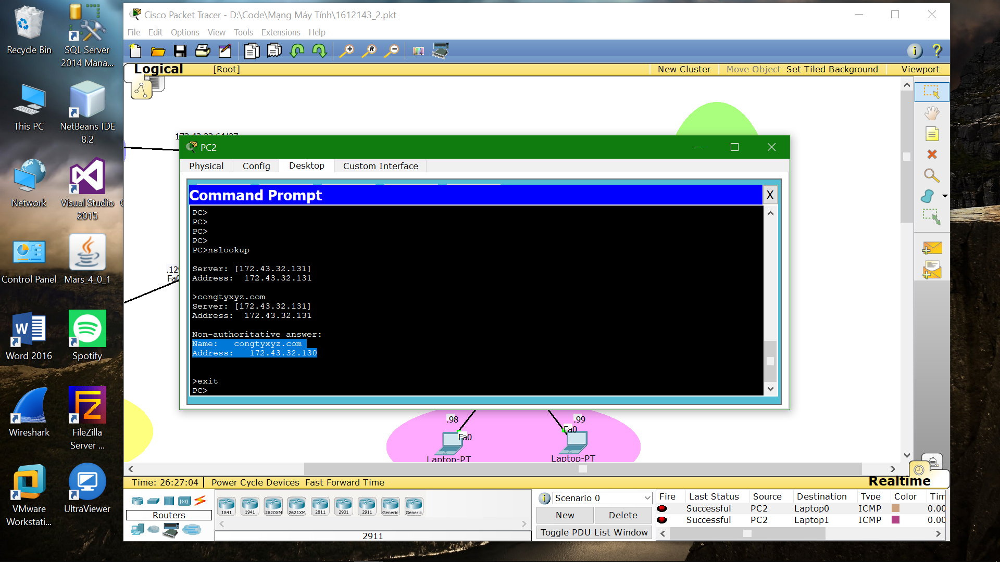 Recycle Bin
SQL Server
2014 Mana...
This PC
NetBeans IDE
8.2
Network
Visual Studio
2015
Control Panel
Mars_4_0_1
Word 2016
Spotify
Wireshark
FileZilla
Server ...
VMware
Workstati...
UltraViewer
Cisco Packet Tracer - D:\Code\Mạng Máy Tính\1612143_2.pkt
File Edit Options View Tools Extensions Help
Logical [Root] New Cluster Move Object Set Tiled Background Viewport
PC2
Physical Config Desktop Custom Interface
Command Prompt X
PC>
PC>
PC>
PC>
PC>nslookup
Server: [172.43.32.131]
Address: 172.43.32.131
>congtyxyz.com
Server: [172.43.32.131]
Address: 172.43.32.131
Non-authoritative answer:
Name: congtyxyz.com
Address: 172.43.32.130
>exit
PC>
.98 .99
Fa0 Fa0
Laptop-PT Laptop-PT
Time: 26:27:04 Power Cycle Devices Fast Forward Time Realtime
Routers
1841 1941 2620XM 2621XM 2811 2901 2911 Generic Generic
2911
Scenario 0
New Delete
Toggle PDU List Window
Fire Last Status Source Destination Type Color Tim
Successful PC2 Laptop0 ICMP 0.00
Successful PC2 Laptop1 ICMP 0.00